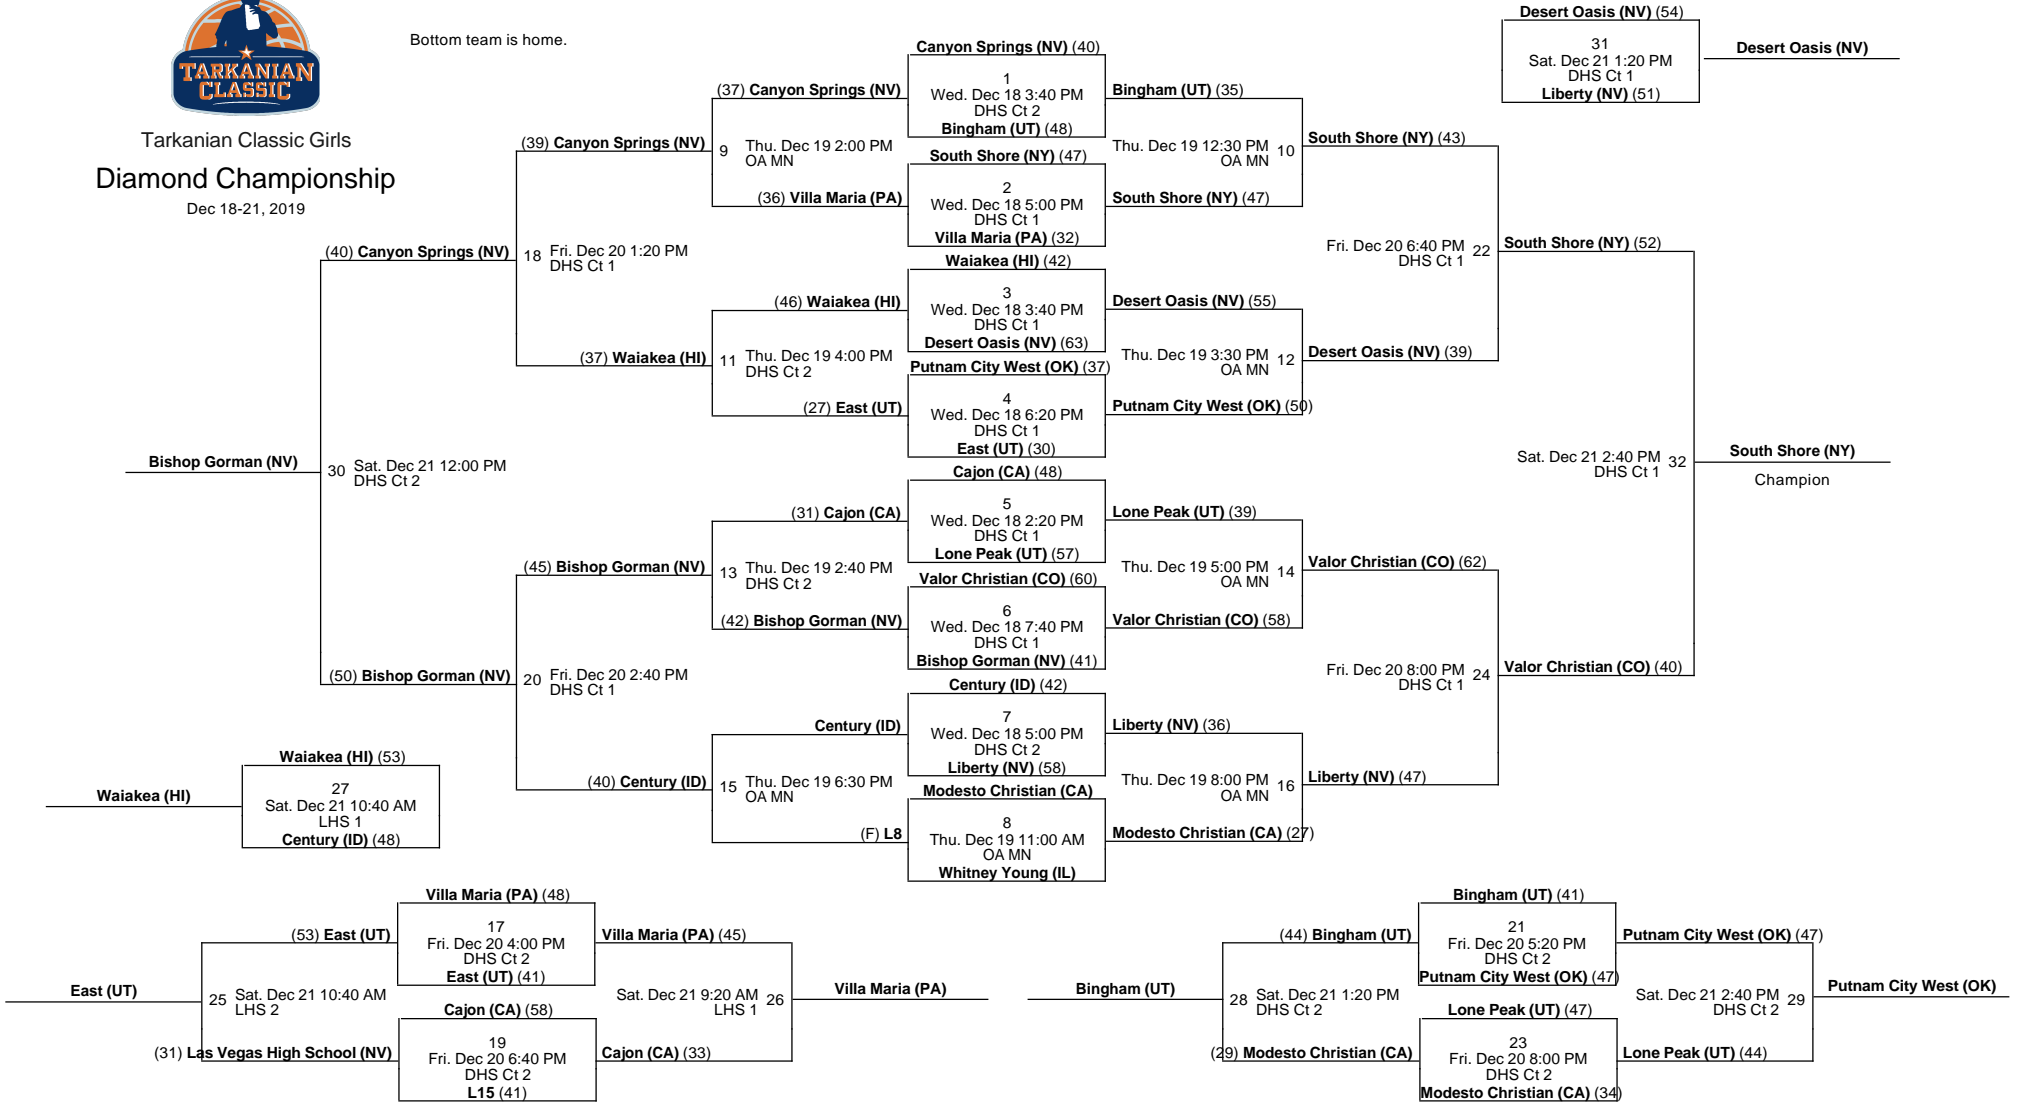 TARKANIAN
CLASSIC
Tarkanian Classic Girls
Diamond Championship
Dec 18-21, 2019
Bottom team is home.
Canyon Springs (NV) (40)
1
Wed. Dec 18 3:40 PM
DHS Ct 2
Bingham (UT) (48)
South Shore (NY) (47)
2
Wed. Dec 18 5:00 PM
DHS Ct 1
Villa Maria (PA) (32)
Waiakea (HI) (42)
3
Wed. Dec 18 3:40 PM
DHS Ct 1
Desert Oasis (NV) (63)
Putnam City West (OK) (37)
4
Wed. Dec 18 6:20 PM
DHS Ct 1
East (UT) (30)
Cajon (CA) (48)
5
Wed. Dec 18 2:20 PM
DHS Ct 1
Lone Peak (UT) (57)
Valor Christian (CO) (60)
6
Wed. Dec 18 7:40 PM
DHS Ct 1
Bishop Gorman (NV) (41)
Century (ID) (42)
7
Wed. Dec 18 5:00 PM
DHS Ct 2
Liberty (NV) (58)
Modesto Christian (CA)
8
Thu. Dec 19 11:00 AM
OA MN
Whitney Young (IL)
(37) Canyon Springs (NV)
9 Thu. Dec 19 2:00 PM
OA MN
(36) Villa Maria (PA)
(46) Waiakea (HI)
11 Thu. Dec 19 4:00 PM
DHS Ct 2
(27) East (UT)
(31) Cajon (CA)
13 Thu. Dec 19 2:40 PM
DHS Ct 2
(42) Bishop Gorman (NV)
Century (ID)
15 Thu. Dec 19 6:30 PM
OA MN
(F) L8
(39) Canyon Springs (NV)
18 Fri. Dec 20 1:20 PM
DHS Ct 1
(37) Waiakea (HI)
(45) Bishop Gorman (NV)
20 Fri. Dec 20 2:40 PM
DHS Ct 1
(40) Century (ID)
(40) Canyon Springs (NV)
30 Sat. Dec 21 12:00 PM
DHS Ct 2
(50) Bishop Gorman (NV)
Bishop Gorman (NV)
Bingham (UT) (35)
Thu. Dec 19 12:30 PM 10
OA MN
South Shore (NY) (47)
Desert Oasis (NV) (55)
Thu. Dec 19 3:30 PM 12
OA MN
Putnam City West (OK) (50)
Lone Peak (UT) (39)
Thu. Dec 19 5:00 PM 14
OA MN
Valor Christian (CO) (58)
Liberty (NV) (36)
Thu. Dec 19 8:00 PM 16
OA MN
Modesto Christian (CA) (27)
South Shore (NY) (43)
Fri. Dec 20 6:40 PM 22
DHS Ct 1
Desert Oasis (NV) (39)
Valor Christian (CO) (62)
Fri. Dec 20 8:00 PM 24
DHS Ct 1
Liberty (NV) (47)
South Shore (NY) (52)
Sat. Dec 21 2:40 PM 32
DHS Ct 1
Valor Christian (CO) (40)
South Shore (NY)
Champion
Desert Oasis (NV) (54)
31
Sat. Dec 21 1:20 PM
DHS Ct 1
Liberty (NV) (51)
Desert Oasis (NV)
Waiakea (HI) (53)
27
Sat. Dec 21 10:40 AM
LHS 1
Century (ID) (48)
Waiakea (HI)
Villa Maria (PA) (48)
17
Fri. Dec 20 4:00 PM
DHS Ct 2
East (UT) (41)
Cajon (CA) (58)
19
Fri. Dec 20 6:40 PM
DHS Ct 2
L15 (41)
(53) East (UT)
25 Sat. Dec 21 10:40 AM
LHS 2
(31) Las Vegas High School (NV)
East (UT)
Villa Maria (PA) (45)
Sat. Dec 21 9:20 AM 26
LHS 1
Cajon (CA) (33)
Villa Maria (PA)
Bingham (UT) (41)
21
Fri. Dec 20 5:20 PM
DHS Ct 2
Putnam City West (OK) (47)
Lone Peak (UT) (47)
23
Fri. Dec 20 8:00 PM
DHS Ct 2
Modesto Christian (CA) (34)
(44) Bingham (UT)
28 Sat. Dec 21 1:20 PM
DHS Ct 2
(29) Modesto Christian (CA)
Bingham (UT)
Putnam City West (OK) (47)
Sat. Dec 21 2:40 PM 29
DHS Ct 2
Lone Peak (UT) (44)
Putnam City West (OK)